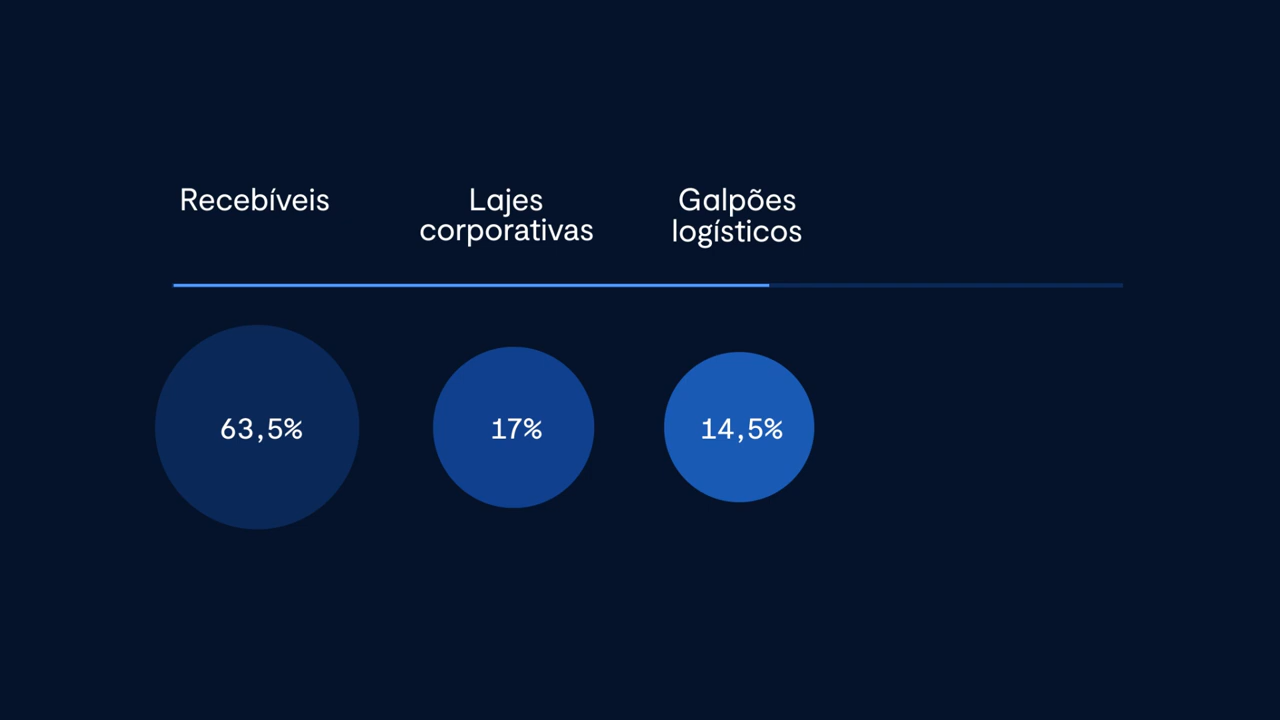 Recebíveis
Lajes
corporativas
Galpões
logísticos
63,5%
17%
14,5%